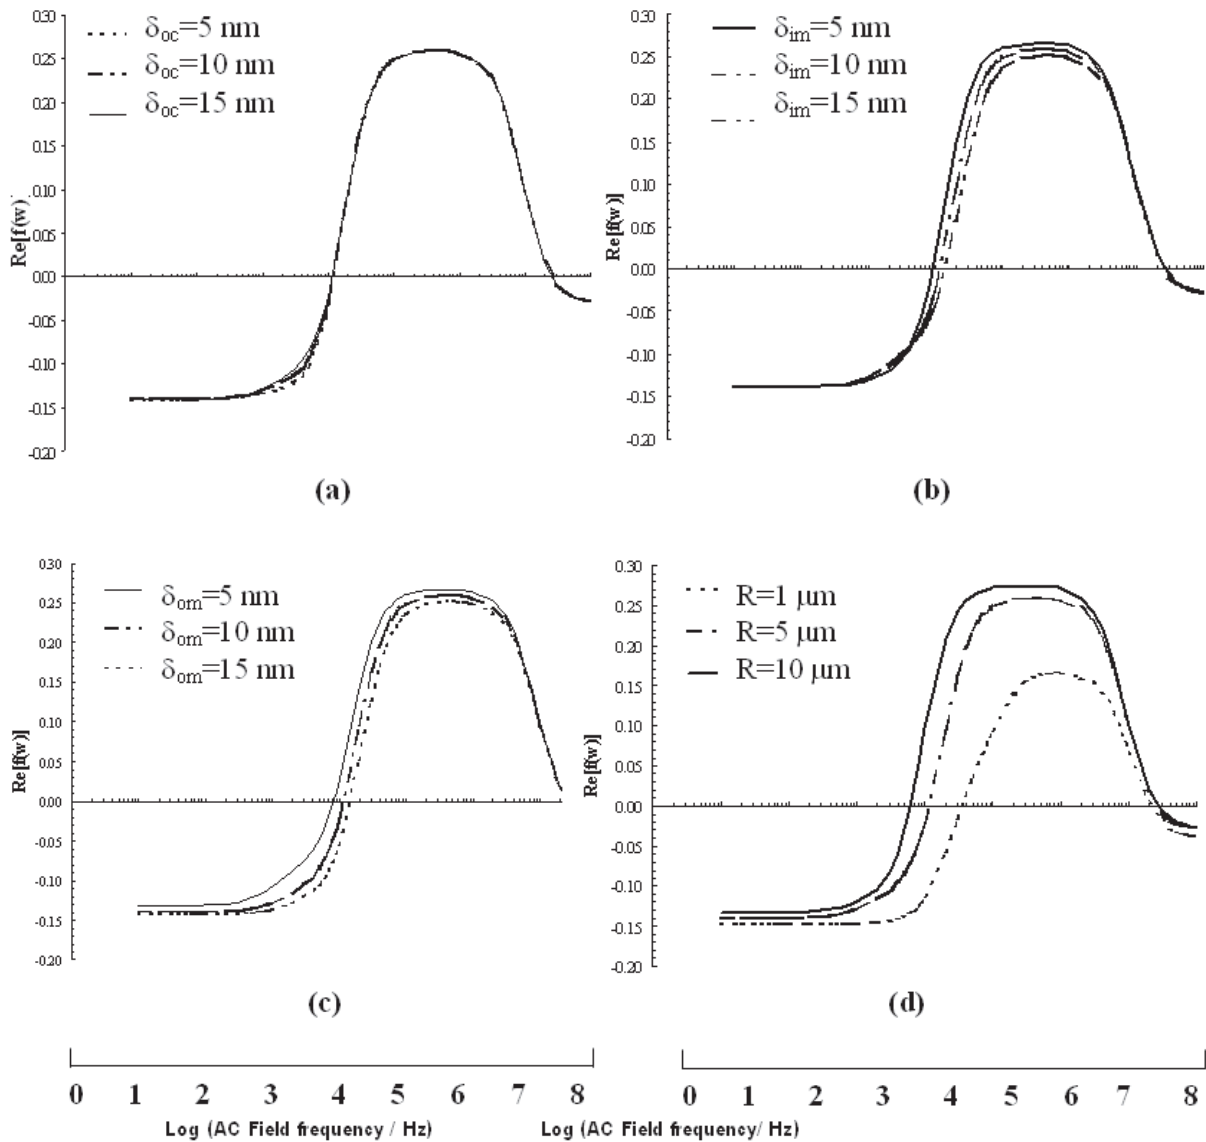 0.30
0.25
0.20
0.15
0.10
0.05
0.00
-0.05
-0.10
-0.15
-0.20
Re[f(w)
δoc=5 nm
δoc=10 nm
δoc=15 nm
(a)
0.30
0.25
0.20
0.15
0.10
0.05
0.00
-0.05
-0.10
-0.15
-0.20
Re[f(w)]
δim=5 nm
δim=10 nm
δim=15 nm
(b)
0.30
0.25
0.20
0.15
0.10
0.05
0.00
-0.05
-0.10
-0.15
-0.20
Re[f(w)]
δom=5 nm
δom=10 nm
δom=15 nm
(c)
0.30
0.25
0.20
0.15
0.10
0.05
0.00
-0.05
-0.10
-0.15
-0.20
Re[f(w)]
R=1 μm
R=5 μm
R=10 μm
(d)
0 1 2 3 4 5 6 7 8
Log (AC Field frequency / Hz)
0 1 2 3 4 5 6 7 8
Log (AC Field frequency/ Hz)